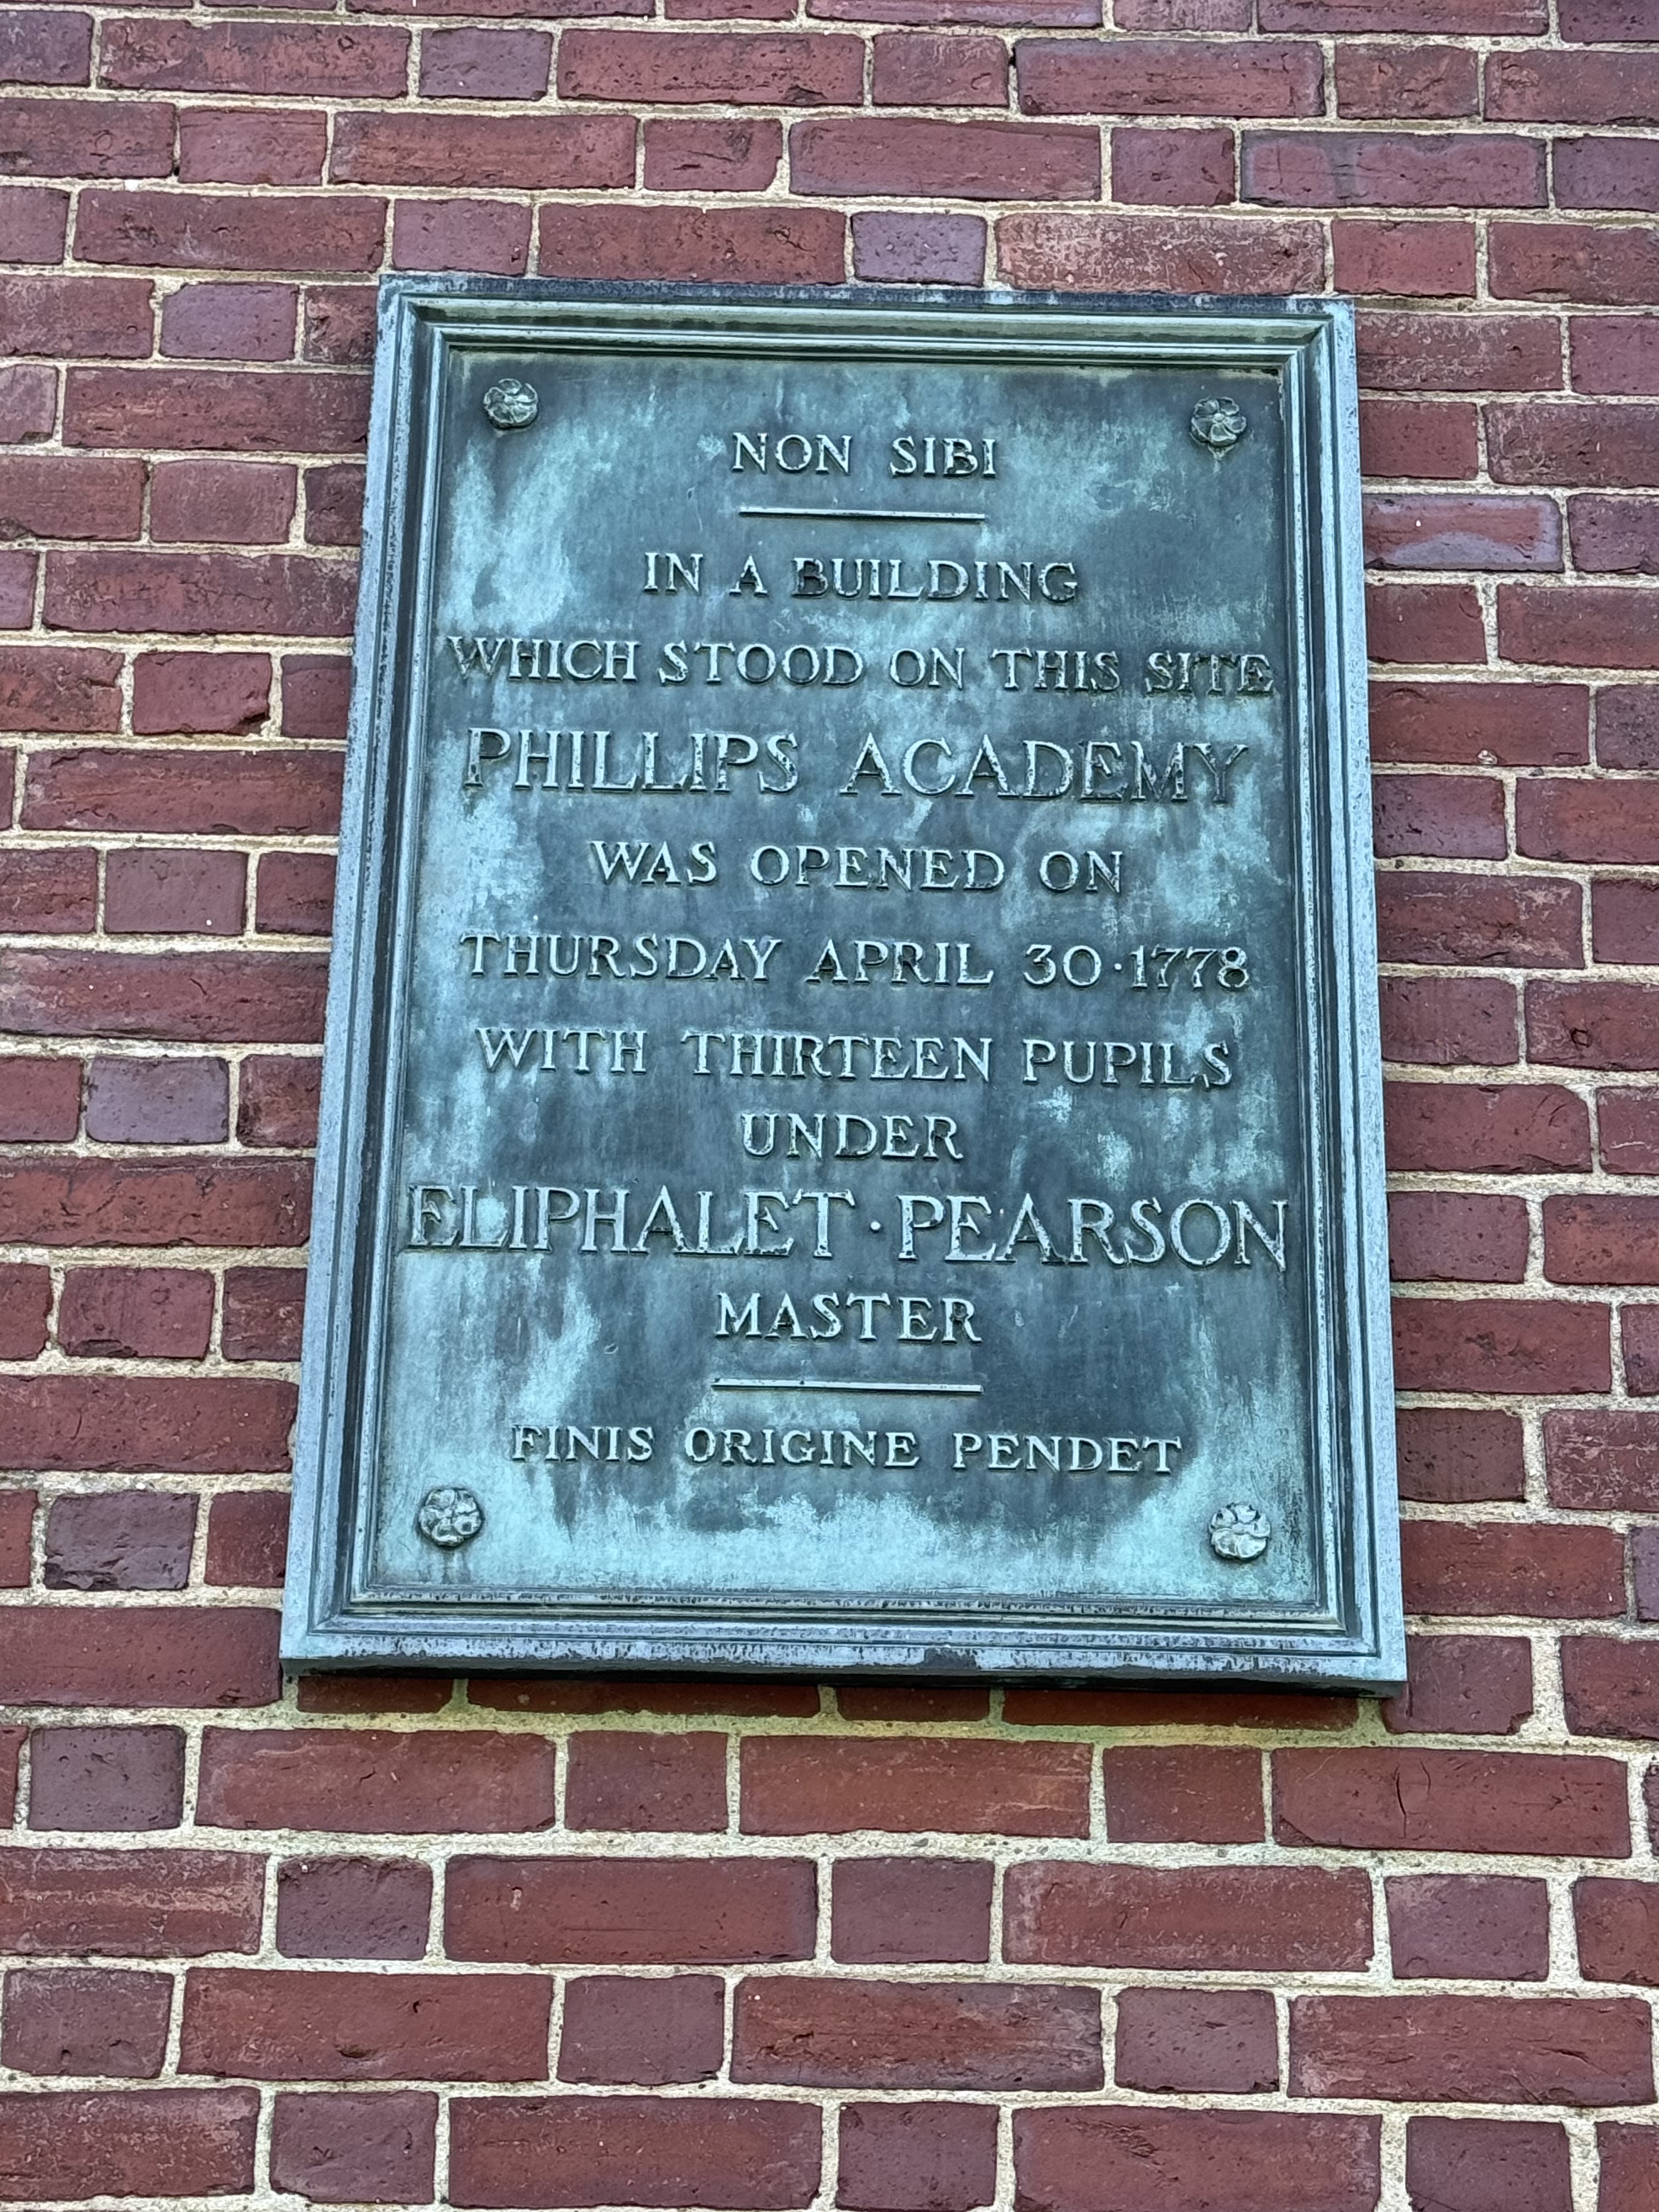 NON SIBI
IN A BUILDING
WHICH STOOD ON THIS SITE
PHILLIPS ACADEMY
WAS OPENED ON
THURSDAY APRIL 30·1778
WITH THIRTEEN PUPILS
UNDER
ELIPHALET·PEARSON
MASTER
FINIS ORIGINE PENDET